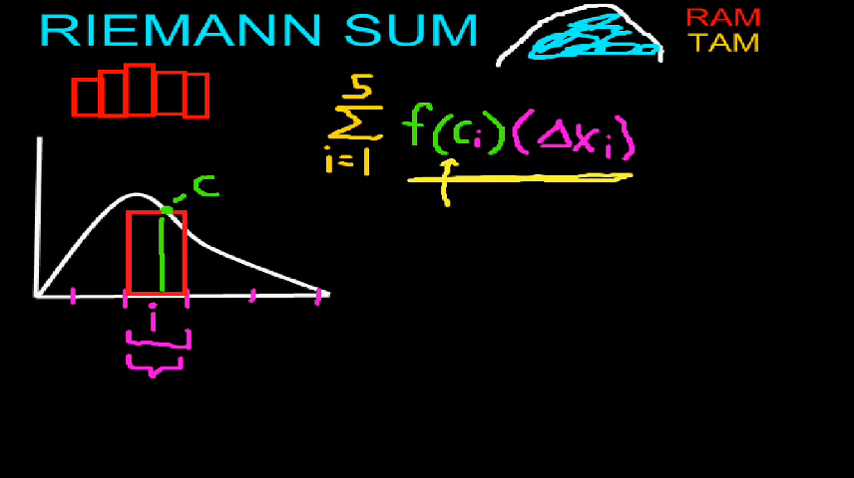 RIEMANN SUM
RAM
TAM
5
∑ f(ci)(Δxi)
i=1
c
i